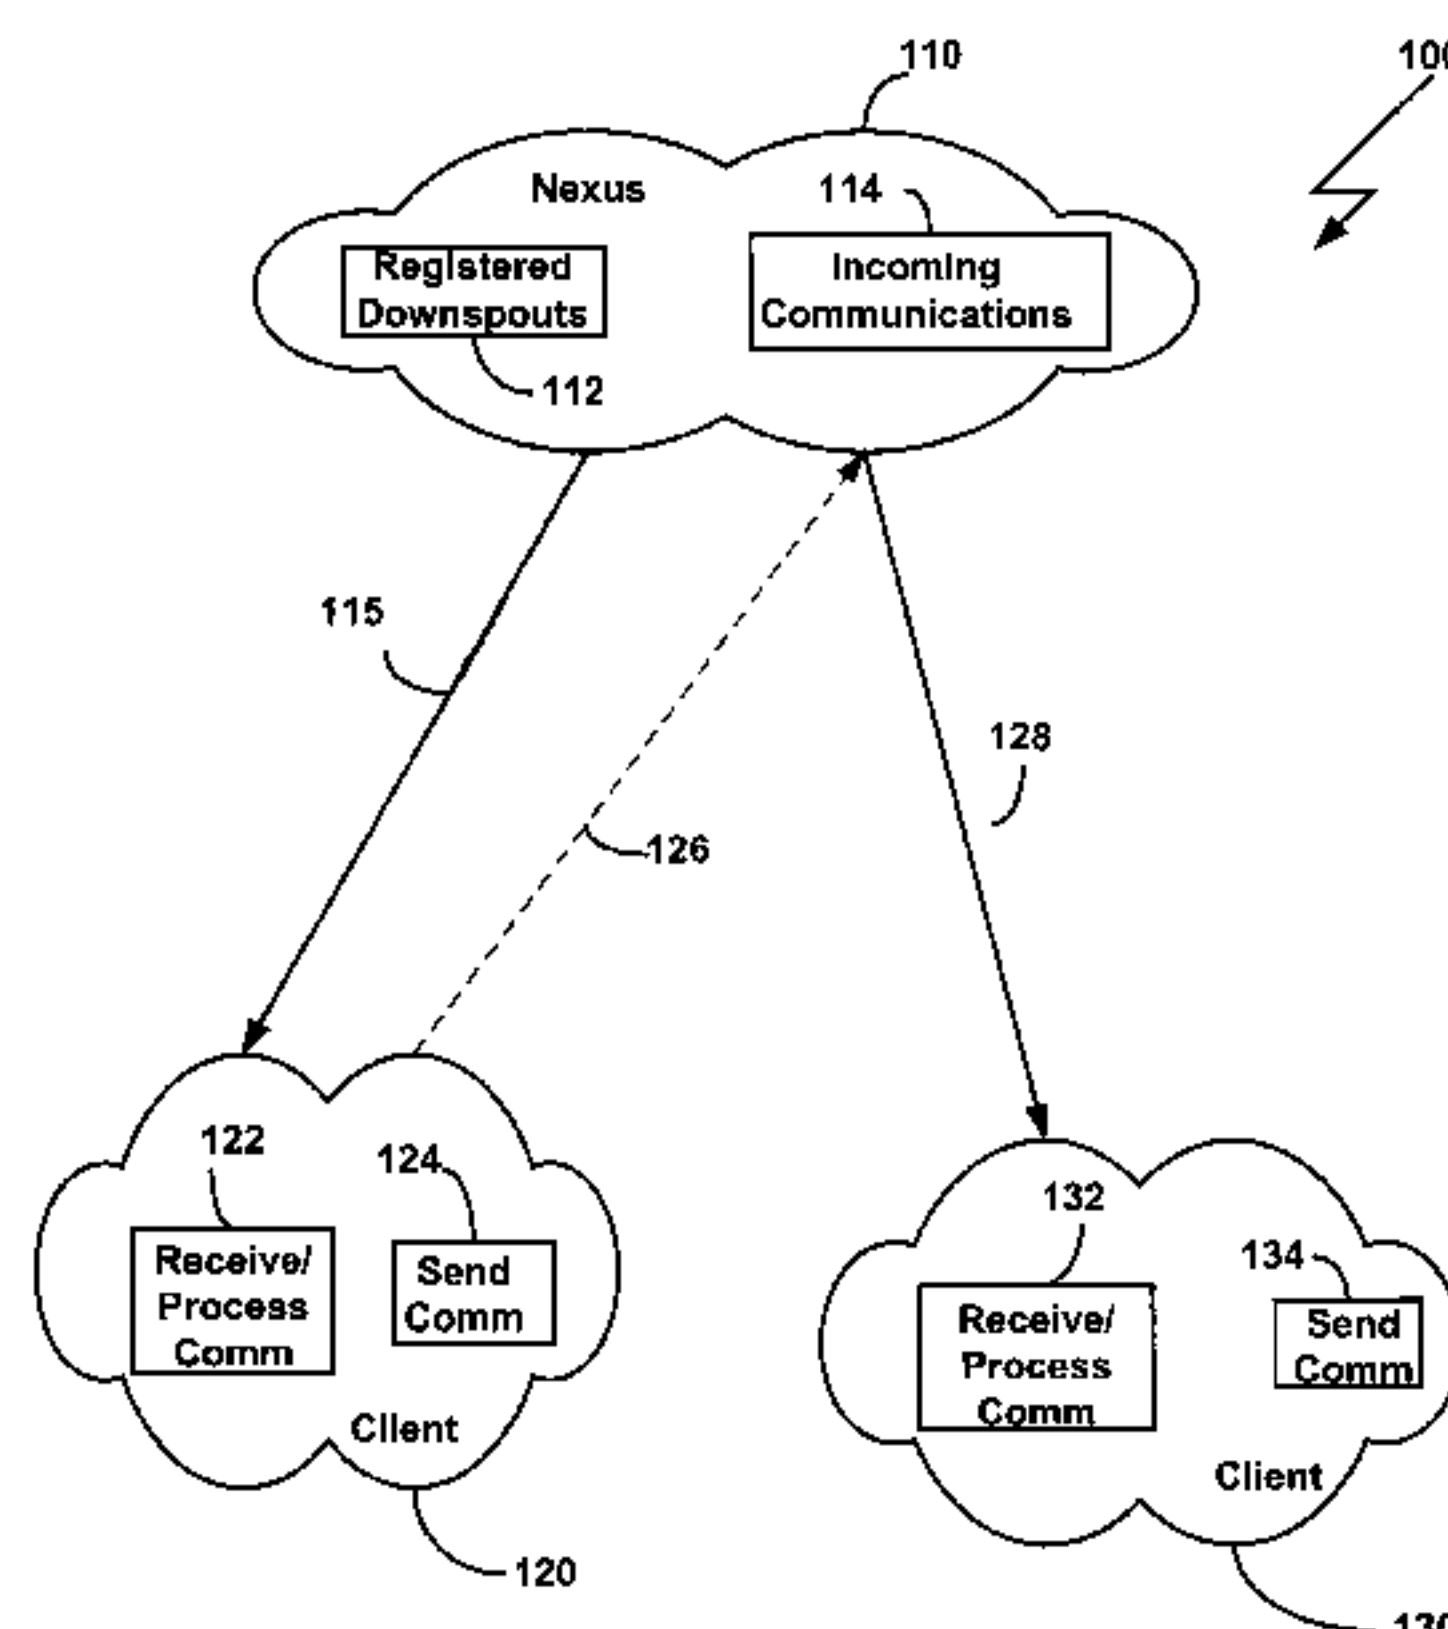 110
100
Nexus
114
Registered
Downspouts
Incoming
Communications
112
115
128
126
122
124
132
134
Receive/
Process
Comm
Send
Comm
Receive/
Process
Comm
Send
Comm
Client
Client
120
130